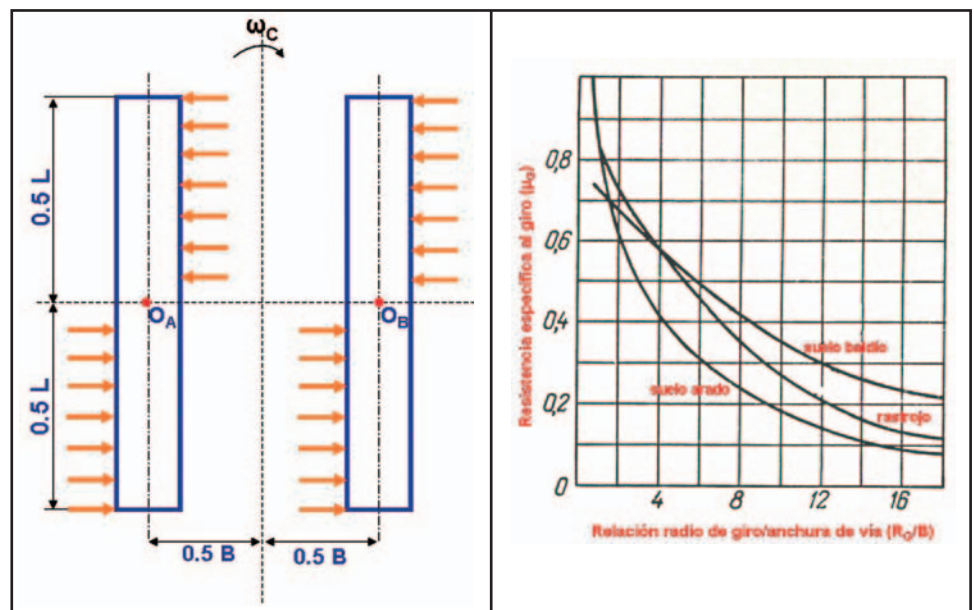 ωC
0.5 L
OA
OB
0.5 L
0.5 B
0.5 B
Resistencia específica al giro (μg)
0,8
0,6
0,4
0,2
0
suelo baldío
suelo arado
rastrojo
4
8
12
16
Relación radio de giro/anchura de vía (RG/B)